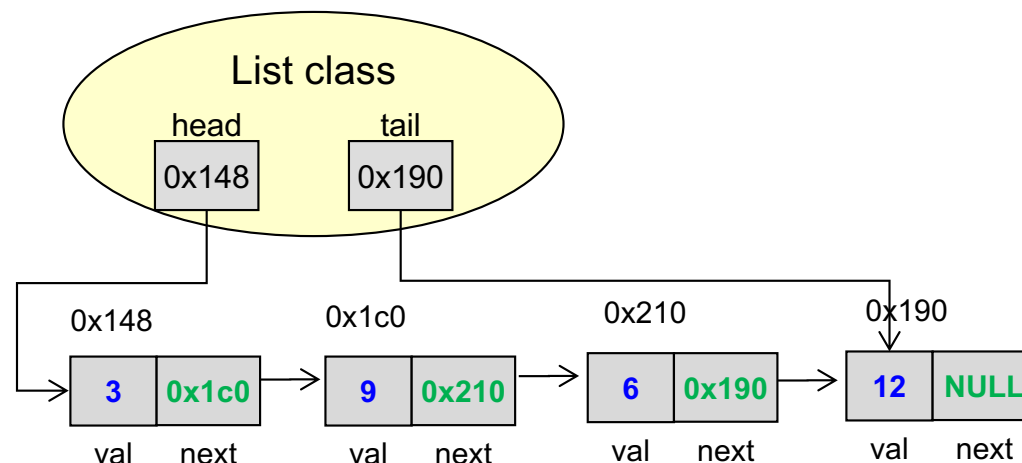 List class
head tail
0x148 0x190
0x148 0x1c0 0x210 0x190
3 0x1c0 9 0x210 6 0x190 12 NULL
val next val next val next val next